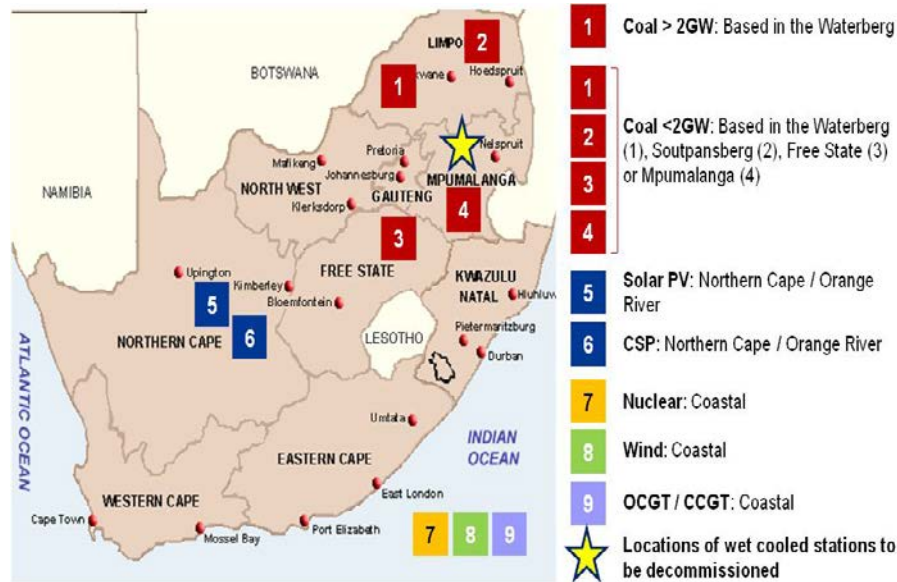 LIMPO
2
1
kwane
Hoedspruit
BOTSWANA
Nelspruit
Pretoria
Mafikeng
Johannesburg
MPUMALANGA
NORTH WEST
GAUTENG
NAMIBIA
Klerksdorp
4
3
FREE STATE
KWAZULU
NATAL
Upington
Kimberley
Bloemfontein
Hluhluw
5
6
NORTHERN CAPE
LESOTHO
Pietermaritzburg
Durban
ATLANTIC OCEAN
Umtata
INDIAN
OCEAN
EASTERN CAPE
WESTERN CAPE
East London
Cape Town
Mossel Bay
Port Elizabeth
7 8 9
1 Coal > 2GW: Based in the Waterberg
1
2
3
4
Coal <2GW: Based in the Waterberg
(1), Soutpansberg (2), Free State (3)
or Mpumalanga (4)
5 Solar PV: Northern Cape / Orange
River
6 CSP: Northern Cape / Orange River
7 Nuclear: Coastal
8 Wind: Coastal
9 OCGT / CCGT: Coastal
Locations of wet cooled stations to
be decommissioned